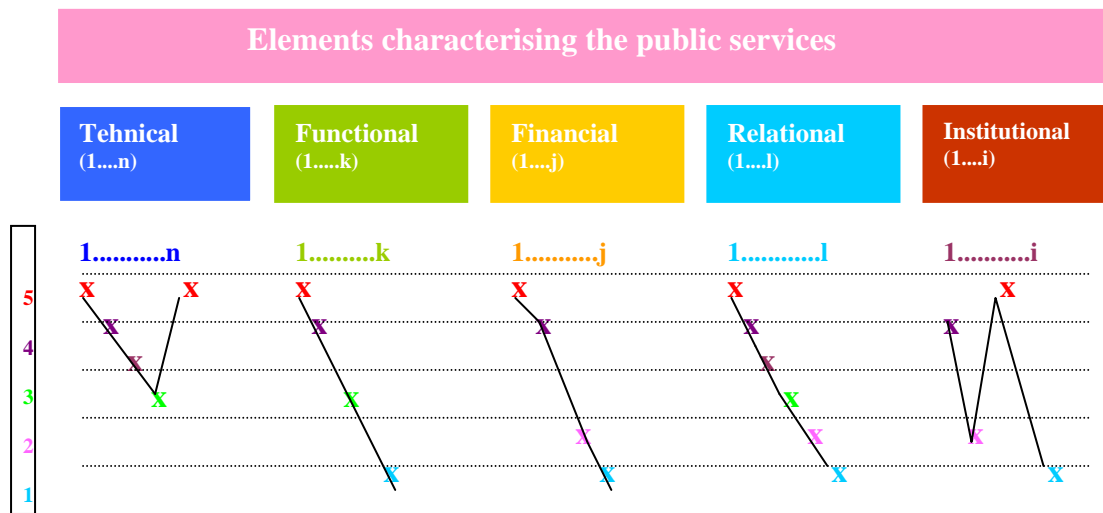 Elements characterising the public services
Tehnical
(1....n)
Functional
(1.....k)
Financial
(1....j)
Relational
(1....l)
Institutional
(1....i)
1...........n
1..........k
1...........j
1............l
1...........i
5
x x x x x
x
4
x x x x
x x
3
x x x
2
x x x
1
x x x x